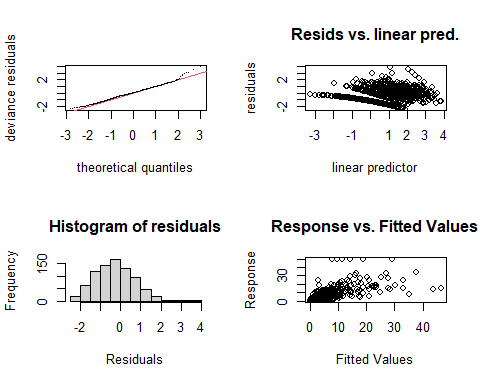 deviance residuals
2
-2
-3 -2 -1 0 1 2 3
theoretical quantiles
Resids vs. linear pred.
residuals
2
-2
-3 -1 1 2 3 4
linear predictor
Histogram of residuals
Frequency
150
0
-2 0 1 2 3 4
Residuals
Response vs. Fitted Values
Response
30
0
0 10 20 30 40
Fitted Values